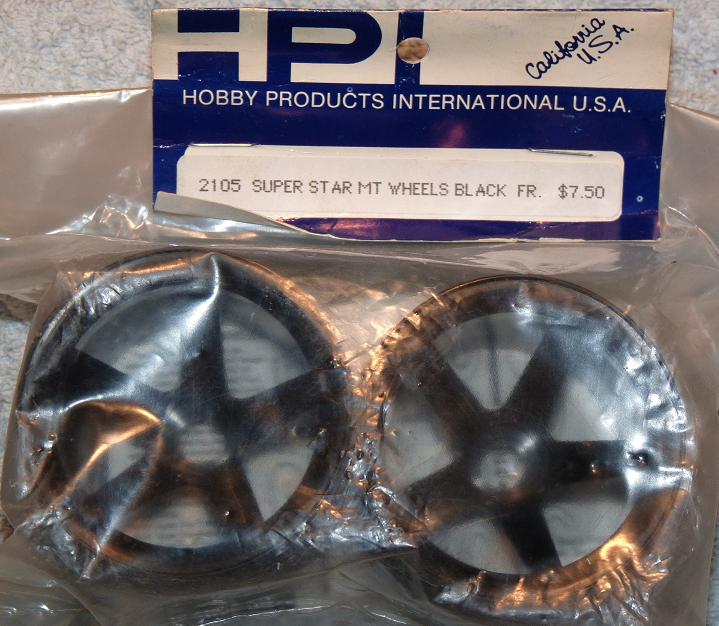 HPI
California
U.S.A.
HOBBY PRODUCTS INTERNATIONAL U.S.A.
2105 SUPER STAR MT WHEELS BLACK FR. $7.50